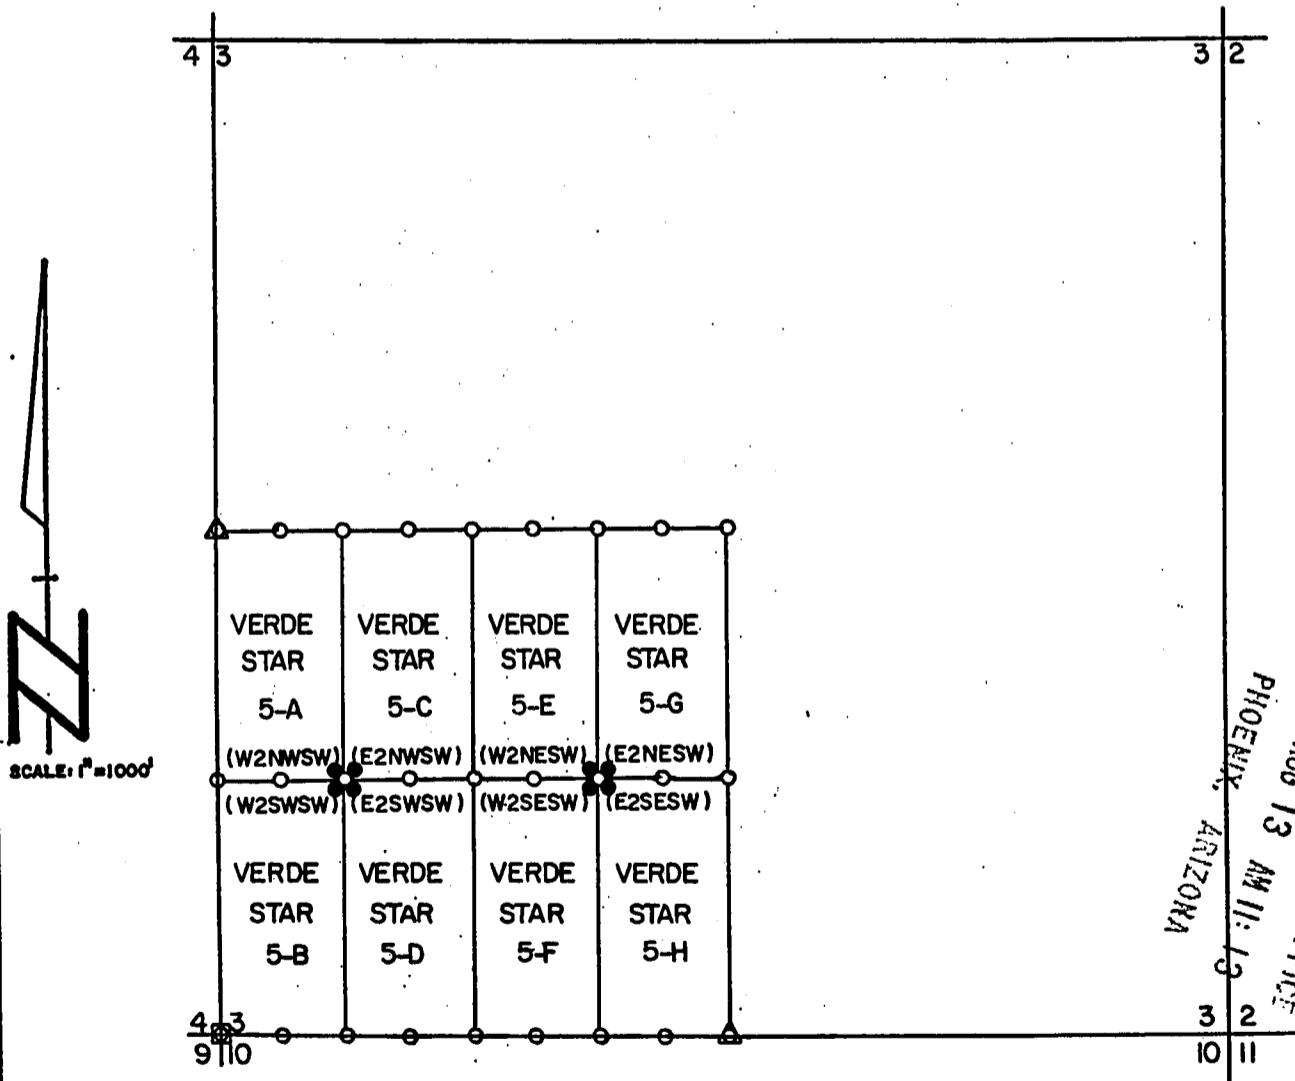 4 3
3 2
VERDE STAR 5-A
VERDE STAR 5-C
VERDE STAR 5-E
VERDE STAR 5-G
(W2NWSW)
(E2NWSW)
(W2NESW)
(E2NESW)
SCALE: 1"=1000'
(W2SWSW)
(E2SWSW)
(W2SESW)
(E2SESW)
VERDE STAR 5-B
VERDE STAR 5-D
VERDE STAR 5-F
VERDE STAR 5-H
13 AM 11:
PHOENIX, ARIZONA
4 3
9 10
3 2
10 11